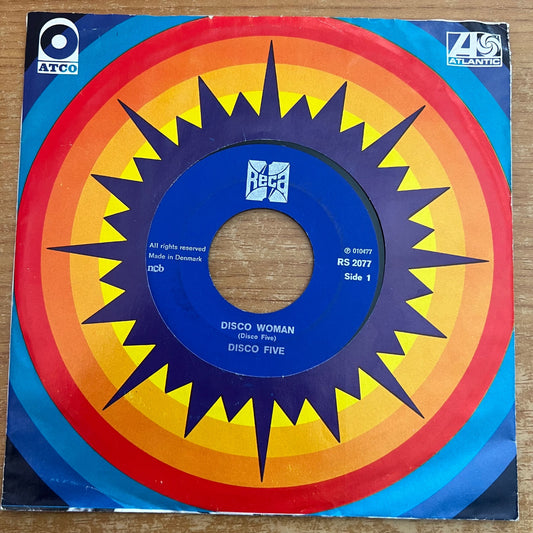 ATCO
ATLANTIC
Reca
All rights reserved
Made in Denmark
ncb
℗ 010477
RS 2077
Side 1
DISCO WOMAN
(Disco Five)
DISCO FIVE